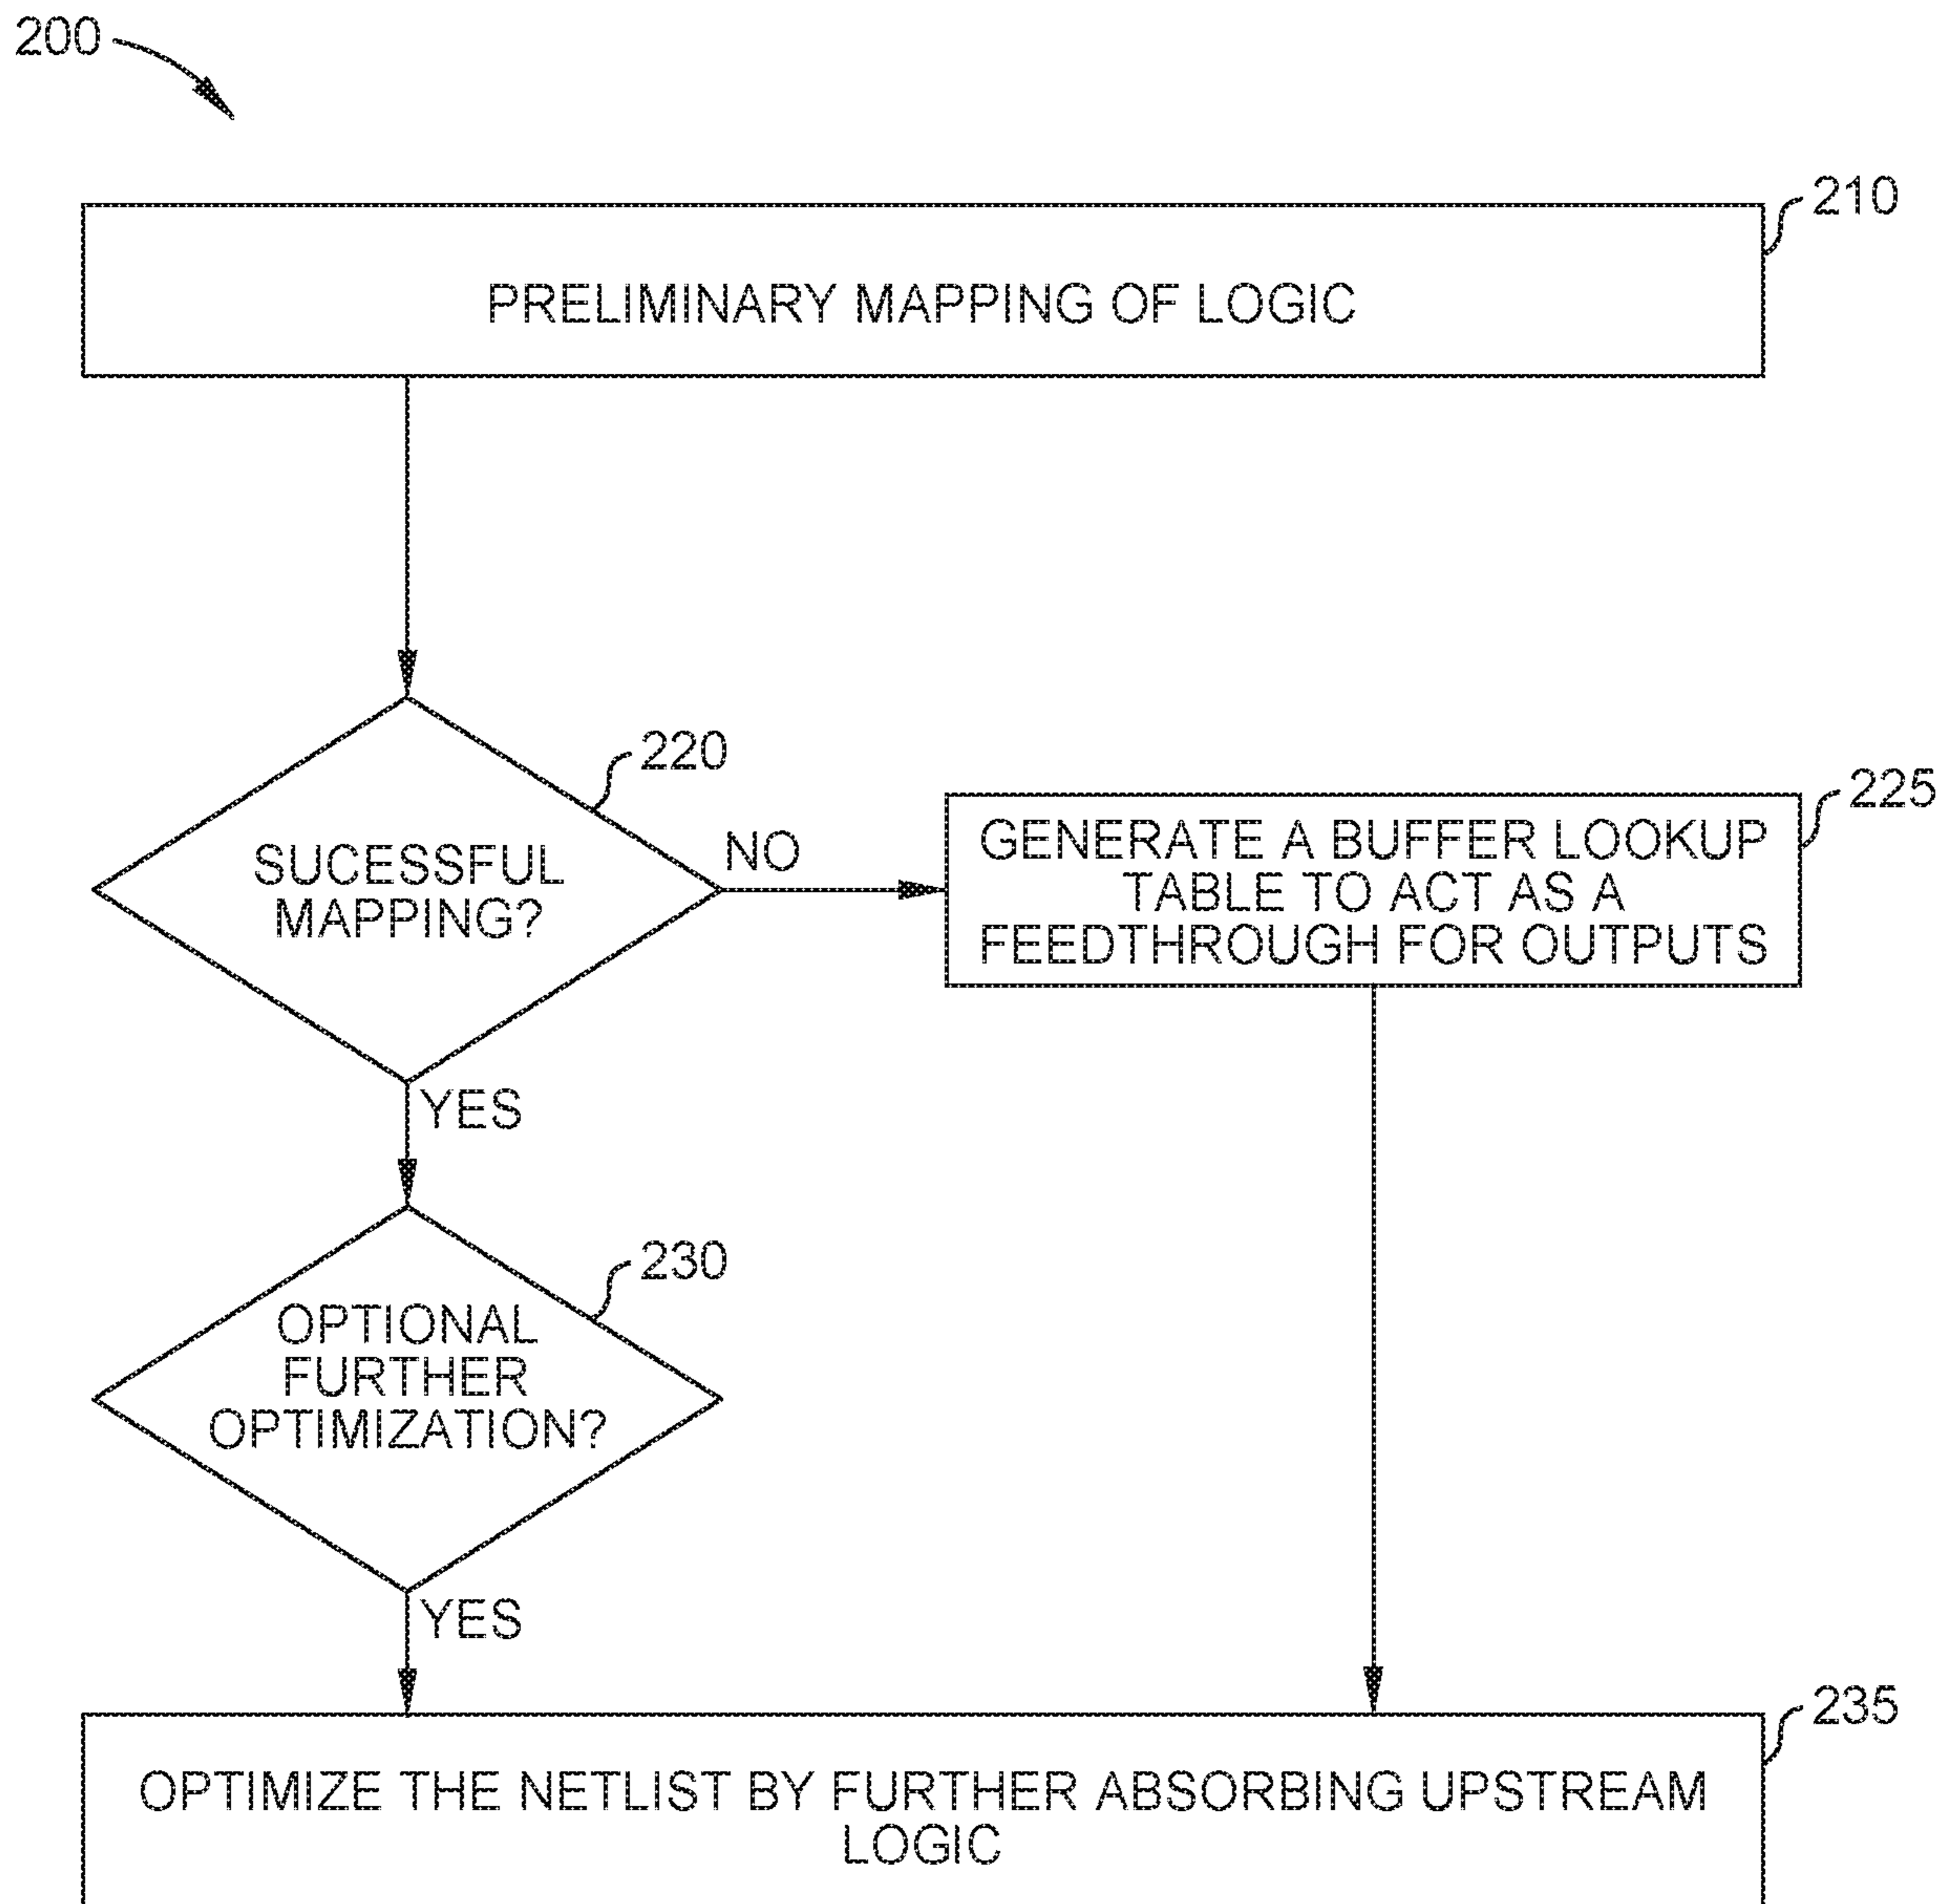 200
210
PRELIMINARY MAPPING OF LOGIC
220
SUCESSFUL
MAPPING?
NO
225
GENERATE A BUFFER LOOKUP
TABLE TO ACT AS A
FEEDTHROUGH FOR OUTPUTS
YES
230
OPTIONAL
FURTHER
OPTIMIZATION?
YES
235
OPTIMIZE THE NETLIST BY FURTHER ABSORBING UPSTREAM
LOGIC